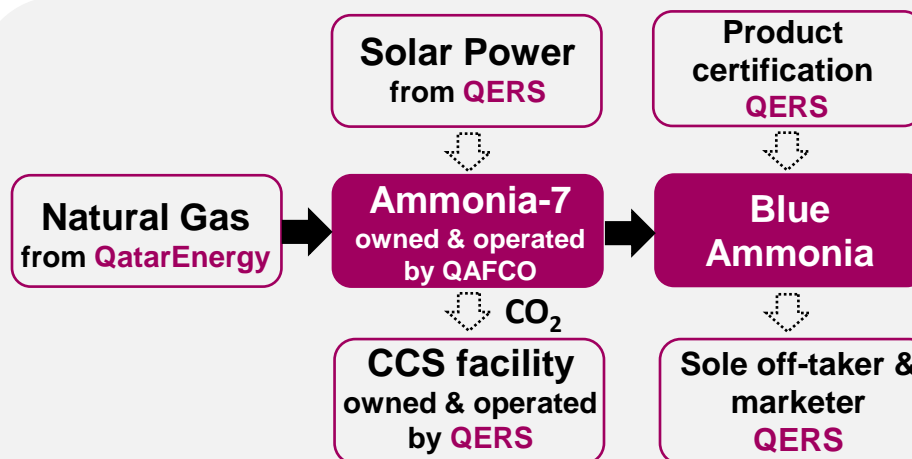 Solar Power
from QERS
Product
certification
QERS
Natural Gas
from QatarEnergy
Ammonia-7
owned & operated
by QAFCO
Blue
Ammonia
CO₂
CCS facility
owned & operated
by QERS
Sole off-taker &
marketer
QERS